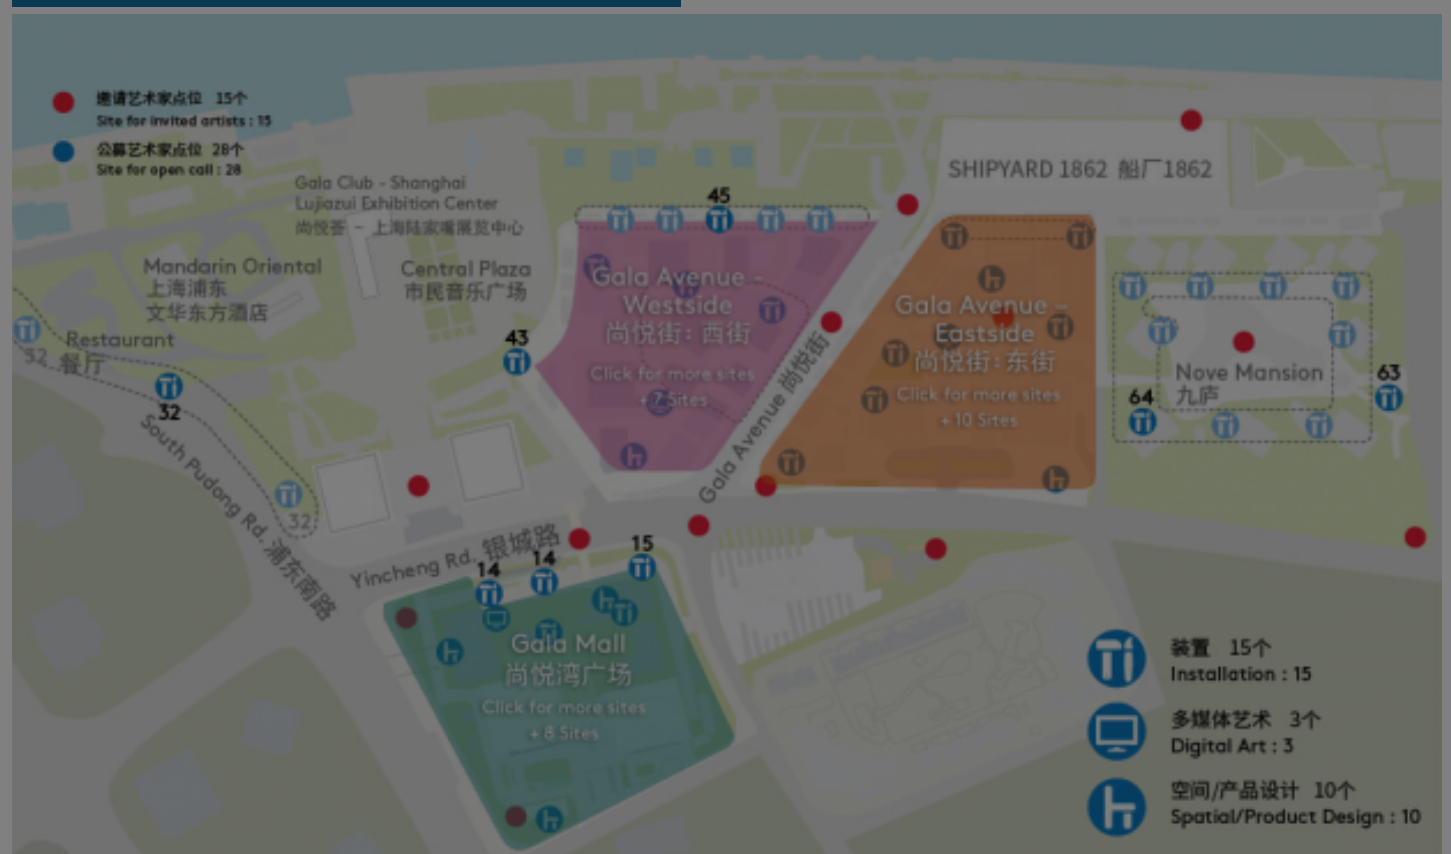 邀请艺术家点位 15个
Site for invited artists : 15
公募艺术家点位 28个
Site for open call : 28
Gala Club - Shanghai
Lujiazui Exhibition Center
尚悦荟 - 上海陆家嘴展览中心
45
SHIPYARD 1862 船厂1862
Mandarin Oriental
上海浦东
文华东方酒店
Central Plaza
市民音乐广场
Gala Avenue -
Westside
尚悦街: 西街
Click for more sites
+ 7 Sites
Gala Avenue -
Eastside
尚悦街: 东街
Click for more sites
+ 10 Sites
Restaurant
餐厅
32
32
32
43
Gala Avenue 尚悦街
Nove Mansion
九庐
63
64
South Pudong Rd. 浦东南路
Yincheng Rd. 银城路
14
14
15
Gala Mall
尚悦湾广场
Click for more sites
+ 8 Sites
装置 15个
Installation : 15
多媒体艺术 3个
Digital Art : 3
空间/产品设计 10个
Spatial/Product Design : 10